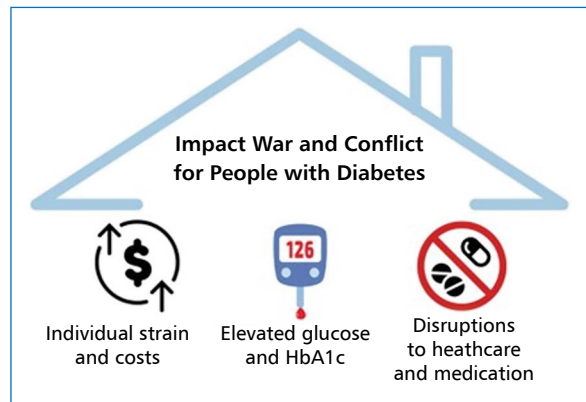 Impact War and Conflict
for People with Diabetes
$
126
Individual strain
and costs
Elevated glucose
and HbA1c
Disruptions
to heathcare
and medication